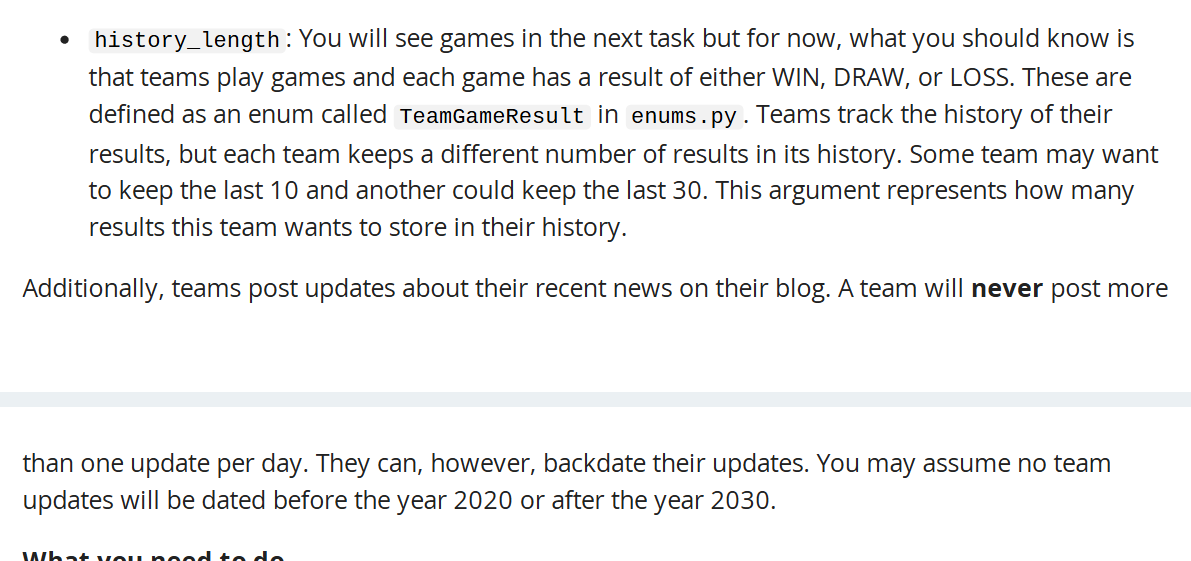 • history_length: You will see games in the next task but for now, what you should know is
that teams play games and each game has a result of either WIN, DRAW, or LOSS. These are
defined as an enum called TeamGameResult in enums.py. Teams track the history of their
results, but each team keeps a different number of results in its history. Some team may want
to keep the last 10 and another could keep the last 30. This argument represents how many
results this team wants to store in their history.
Additionally, teams post updates about their recent news on their blog. A team will never post more
than one update per day. They can, however, backdate their updates. You may assume no team
updates will be dated before the year 2020 or after the year 2030.
What you need to do